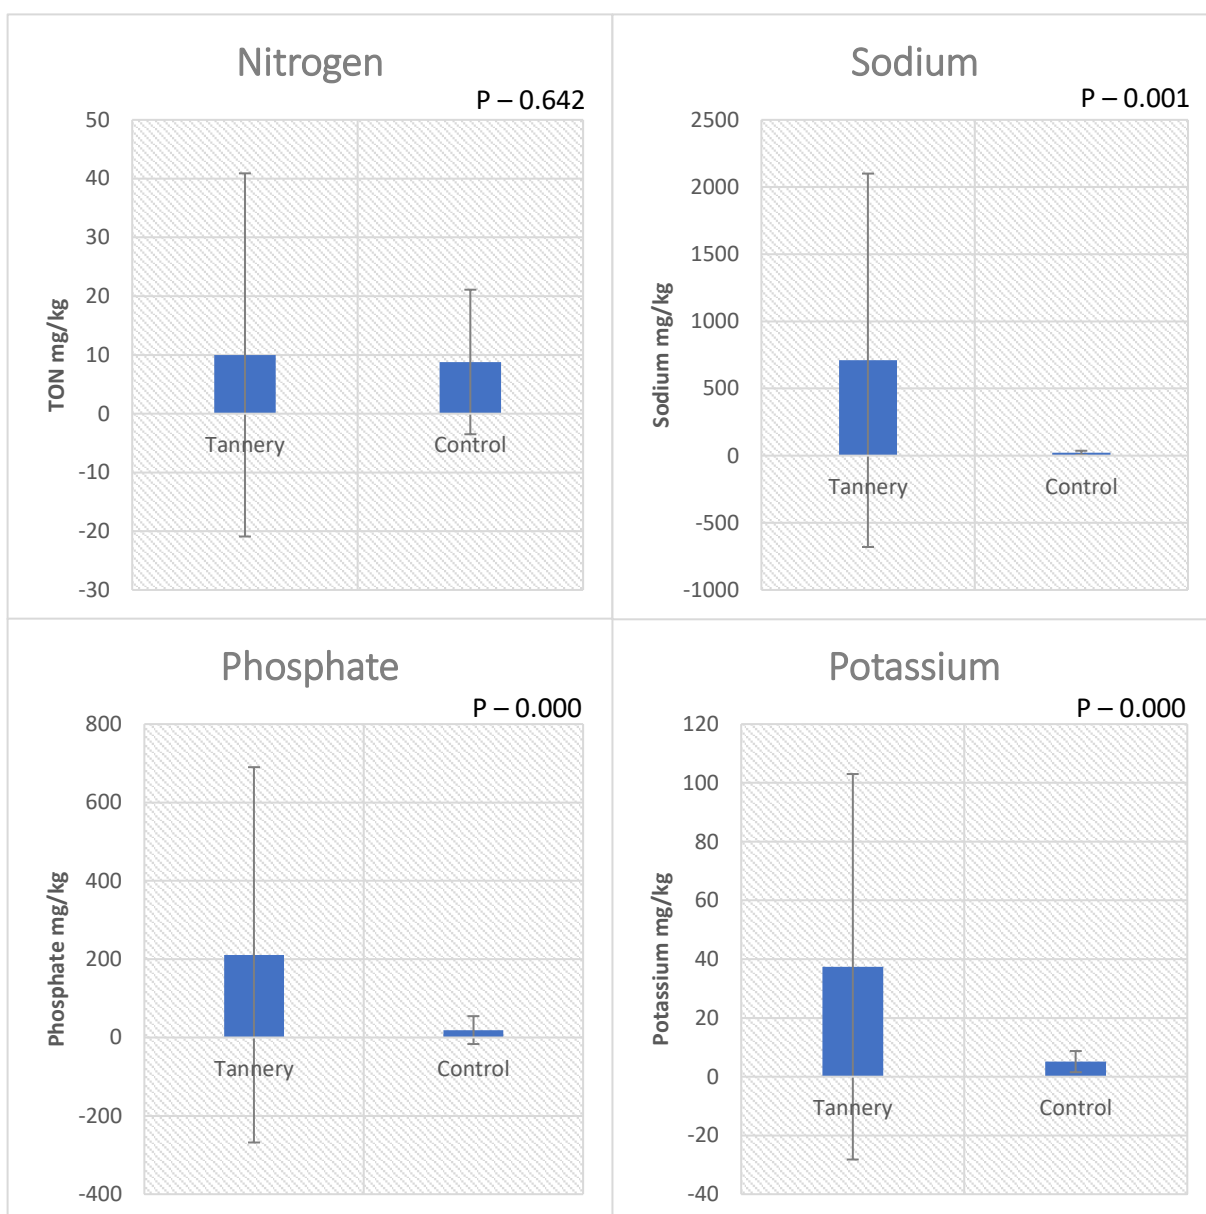 Nitrogen
P – 0.642
50
40
30
20
10
0
-10
-20
-30
TON mg/kg
Tannery
Control
Sodium
P – 0.001
2500
2000
1500
1000
500
0
-500
-1000
Sodium mg/kg
Tannery
Control
Phosphate
P – 0.000
800
600
400
200
0
-200
-400
Phosphate mg/kg
Tannery
Control
Potassium
P – 0.000
120
100
80
60
40
20
0
-20
-40
Potassium mg/kg
Tannery
Control